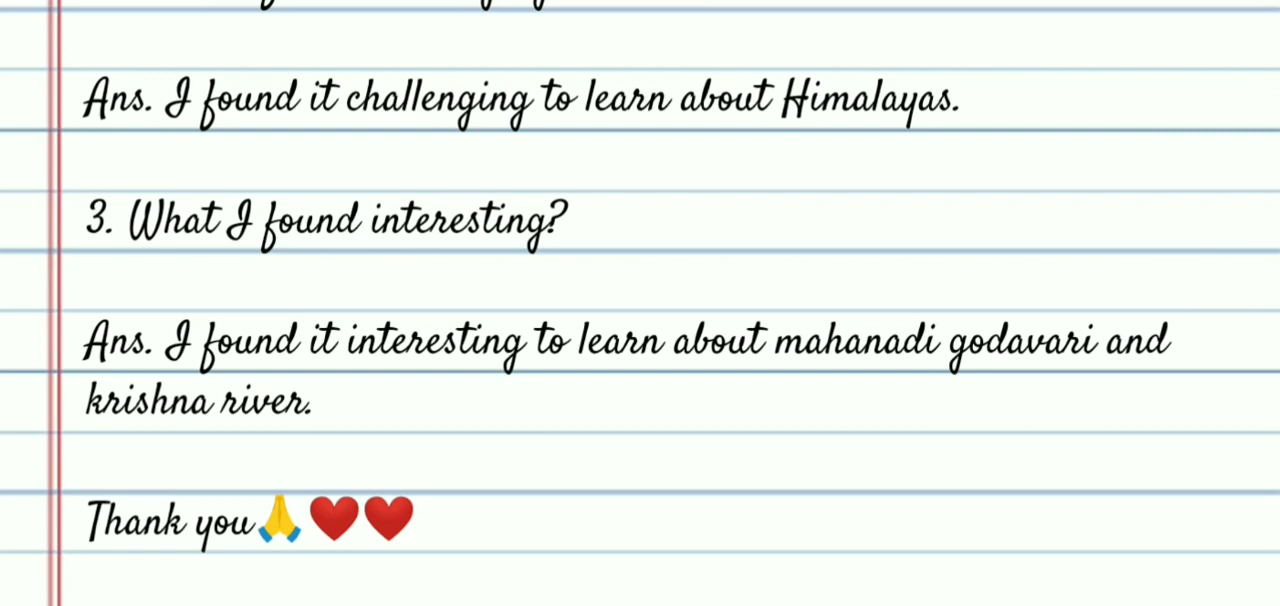 Ans. I found it challenging to learn about Himalayas.
3. What I found interesting?
Ans. I found it interesting to learn about mahanadi godavari and
krishna river.
Thank you🙏❤️❤️